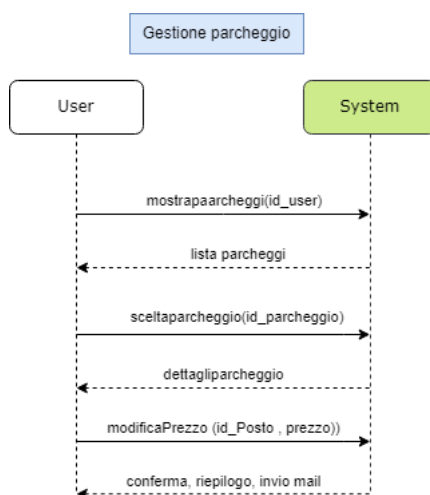 Gestione parcheggio
User
System
mostrapaarcheggi(id_user)
lista parcheggi
sceltaparcheggio(id_parcheggio)
dettagliparcheggio
modificaPrezzo (id_Posto , prezzo))
conferma, riepilogo, invio mail